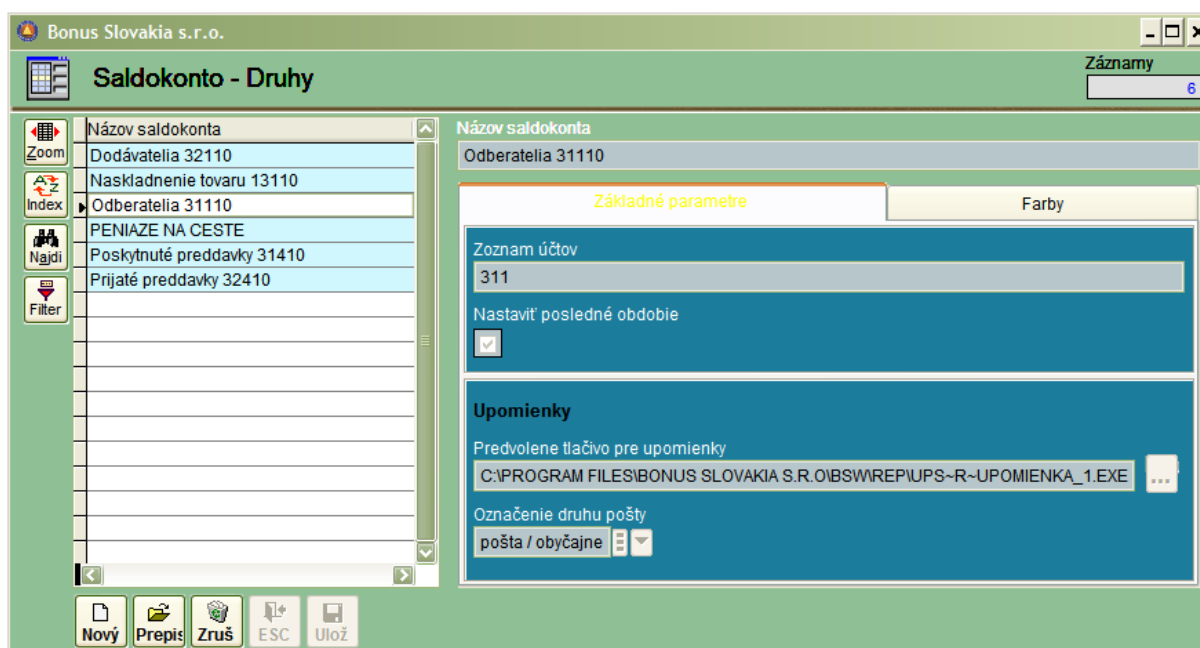 Bonus Slovakia s.r.o.
Saldokonto - Druhy
Záznamy
6
Zoom
Index
Najdi
Filter
Názov saldokonta
Dodávatelia 32110
Naskladnenie tovaru 13110
Odberatelia 31110
PENIAZE NA CESTE
Poskytnuté preddavky 31410
Prijaté preddavky 32410
Názov saldokonta
Odberatelia 31110
Základné parametre
Farby
Zoznam účtov
311
Nastaviť posledné obdobie
Upomienky
Predvolene tlačivo pre upomienky
C:\PROGRAM FILES\BONUS SLOVAKIA S.R.O\BSW\REP\UPS~R~UPOMIENKA_1.EXE
...
Označenie druhu pošty
pošta / obyčajne
Nový
Prepis
Zruš
ESC
Ulož